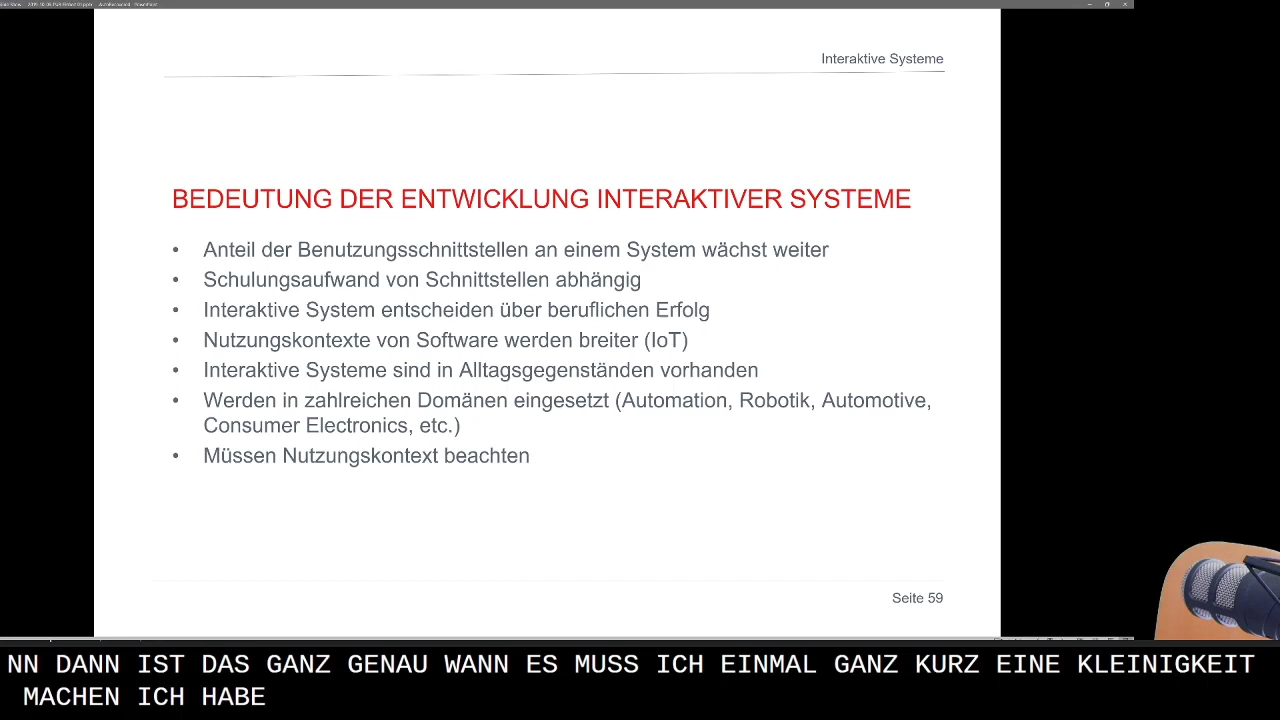 Interaktive Systeme
BEDEUTUNG DER ENTWICKLUNG INTERAKTIVER SYSTEME
• Anteil der Benutzungsschnittstellen an einem System wächst weiter
• Schulungsaufwand von Schnittstellen abhängig
• Interaktive System entscheiden über beruflichen Erfolg
• Nutzungskontexte von Software werden breiter (IoT)
• Interaktive Systeme sind in Alltagsgegenständen vorhanden
• Werden in zahlreichen Domänen eingesetzt (Automation, Robotik, Automotive,
Consumer Electronics, etc.)
• Müssen Nutzungskontext beachten
Seite 59
NN DANN IST DAS GANZ GENAU WANN ES MUSS ICH EINMAL GANZ KURZ EINE KLEINIGKEIT
MACHEN ICH HABE